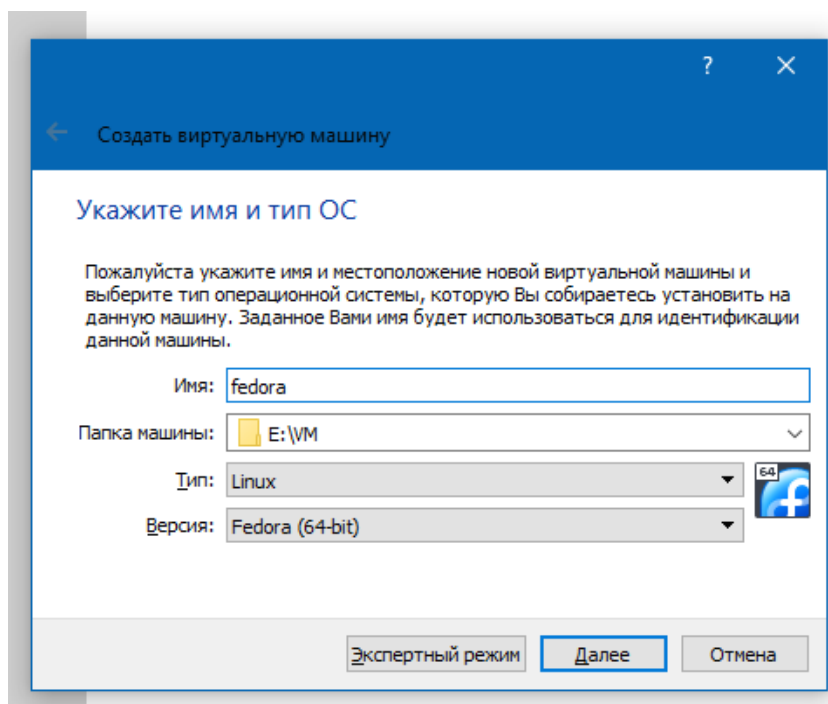 ?
Создать виртуальную машину
Укажите имя и тип ОС
Пожалуйста укажите имя и местоположение новой виртуальной машины и
выберите тип операционной системы, которую Вы собираетесь установить на
данную машину. Заданное Вами имя будет использоваться для идентификации
данной машины.
Имя: fedora
Папка машины: E:\VM
Тип: Linux
64
Версия: Fedora (64-bit)
Экспертный режим Далее Отмена